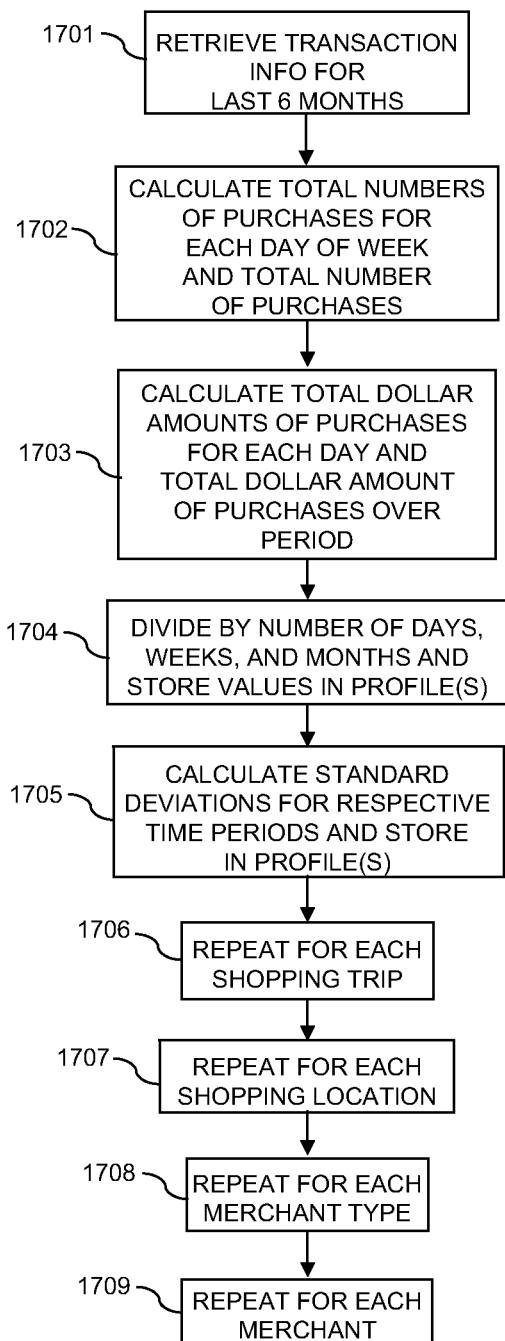 1701
RETRIEVE TRANSACTION
INFO FOR
LAST 6 MONTHS
1702
CALCULATE TOTAL NUMBERS
OF PURCHASES FOR
EACH DAY OF WEEK
AND TOTAL NUMBER
OF PURCHASES
1703
CALCULATE TOTAL DOLLAR
AMOUNTS OF PURCHASES
FOR EACH DAY AND
TOTAL DOLLAR AMOUNT
OF PURCHASES OVER
PERIOD
1704
DIVIDE BY NUMBER OF DAYS,
WEEKS, AND MONTHS AND
STORE VALUES IN PROFILE(S)
1705
CALCULATE STANDARD
DEVIATIONS FOR RESPECTIVE
TIME PERIODS AND STORE
IN PROFILE(S)
1706
REPEAT FOR EACH
SHOPPING TRIP
1707
REPEAT FOR EACH
SHOPPING LOCATION
1708
REPEAT FOR EACH
MERCHANT TYPE
1709
REPEAT FOR EACH
MERCHANT